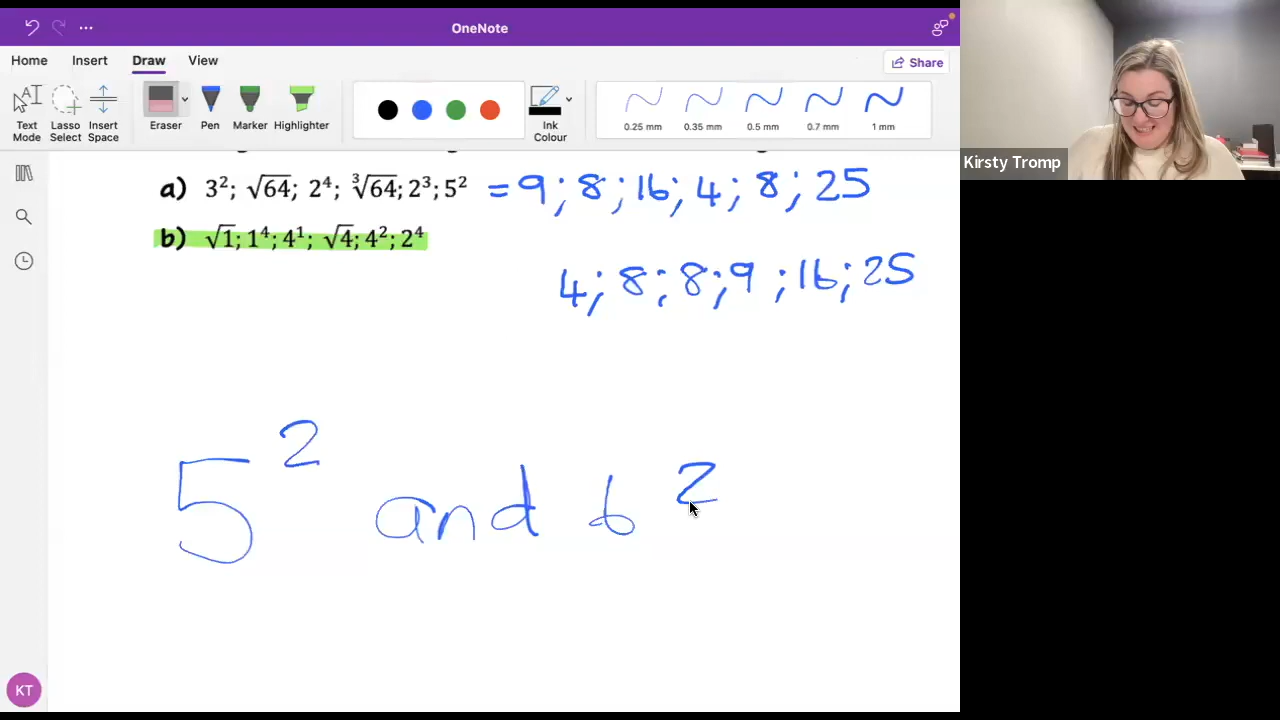 OneNote
Home Insert Draw View Share
Text Mode Lasso Select Insert Space Eraser Pen Marker Highlighter Ink Colour 0.25 mm 0.35 mm 0.5 mm 0.7 mm 1 mm
Kirsty Tromp
a) 3²; √64; 2⁴; ∛64; 2³; 5² = 9; 8; 16; 4; 8; 25
b) √1; 1⁴; 4¹; √4; 4²; 2⁴
4; 8; 8; 9; 16; 25
5² and 6²
KT